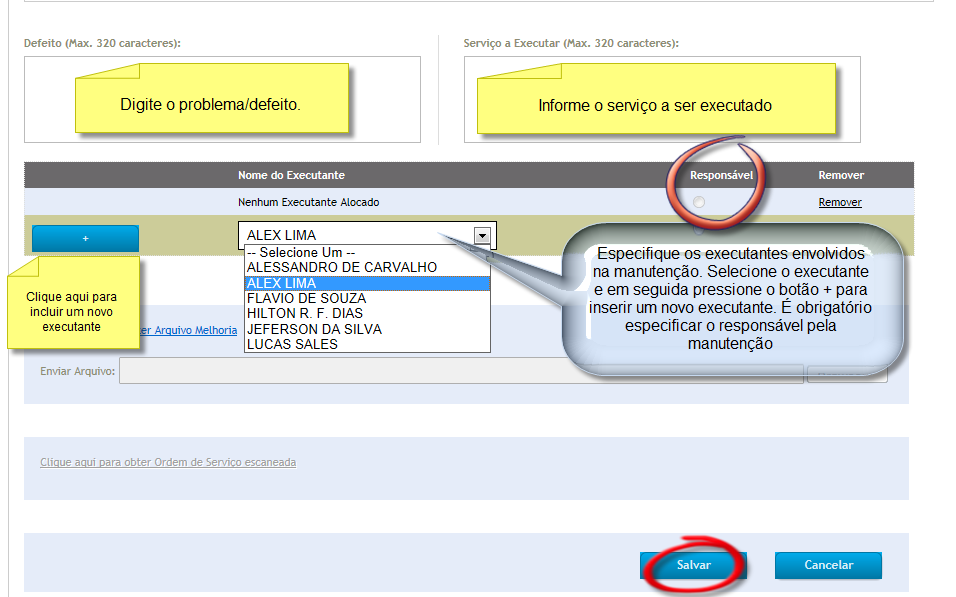 Defeito (Max. 320 caracteres):
Serviço a Executar (Max. 320 caracteres):
Digite o problema/defeito.
Informe o serviço a ser executado
Nome do Executante
Responsável
Remover
Nenhum Executante Alocado
Remover
+
ALEX LIMA
-- Selecione Um --
ALESSANDRO DE CARVALHO
ALEX LIMA
FLAVIO DE SOUZA
HILTON R. F. DIAS
JEFERSON DA SILVA
LUCAS SALES
Clique aqui para
incluir um novo
executante
Especifique os executantes envolvidos
na manutenção. Selecione o executante
e em seguida pressione o botão + para
inserir um novo executante. É obrigatório
especificar o responsável pela
manutenção
er Arquivo Melhoria
Enviar Arquivo:
Clique aqui para obter Ordem de Serviço escaneada
Salvar
Cancelar